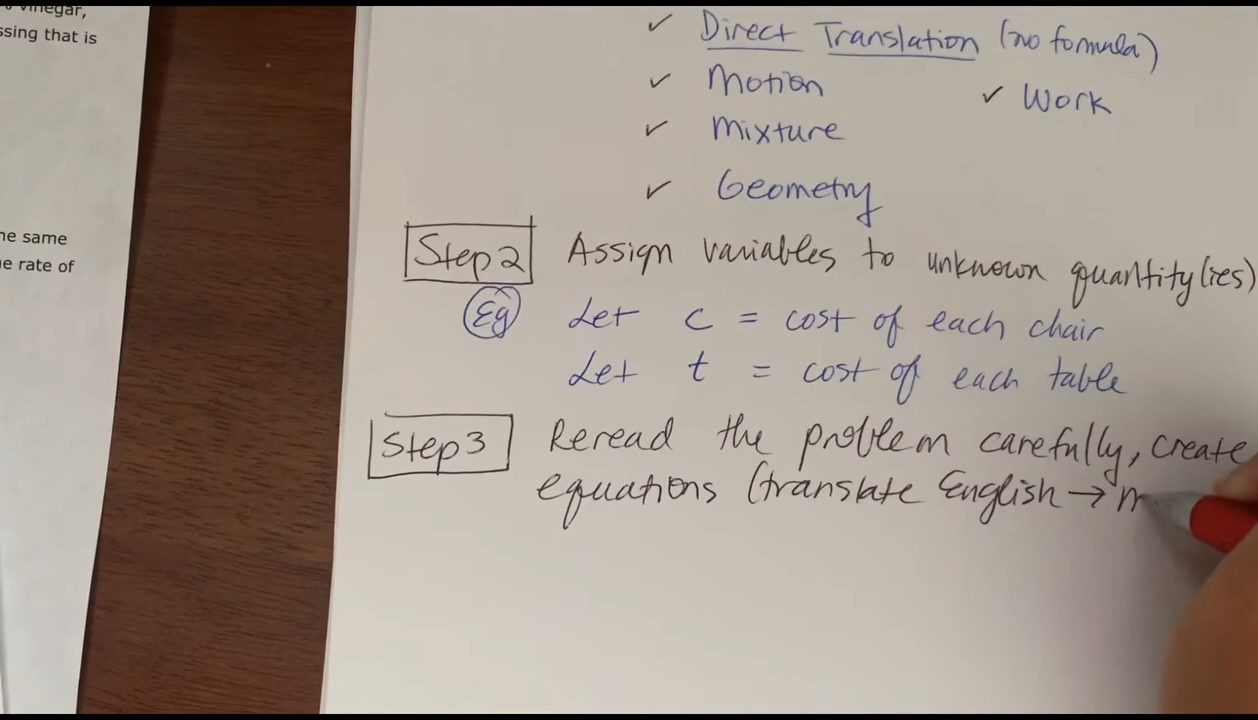 vinegar,
ssing that is
ne same
e rate of
✓ Direct Translation (no formula)
✓ Motion ✓ Work
✓ Mixture
✓ Geometry
Step 2 Assign variables to unknown quantity(ies)
Eg Let c = cost of each chair
Let t = cost of each table
Step 3 Reread the problem carefully, create
equations (translate English → m